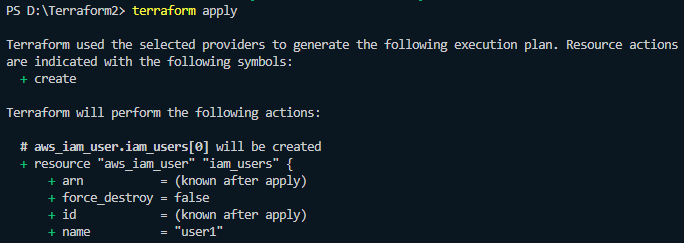 PS D:\Terraform2> terraform apply
Terraform used the selected providers to generate the following execution plan. Resource actions
are indicated with the following symbols:
+ create
Terraform will perform the following actions:
# aws_iam_user.iam_users[0] will be created
+ resource "aws_iam_user" "iam_users" {
+ arn = (known after apply)
+ force_destroy = false
+ id = (known after apply)
+ name = "user1"